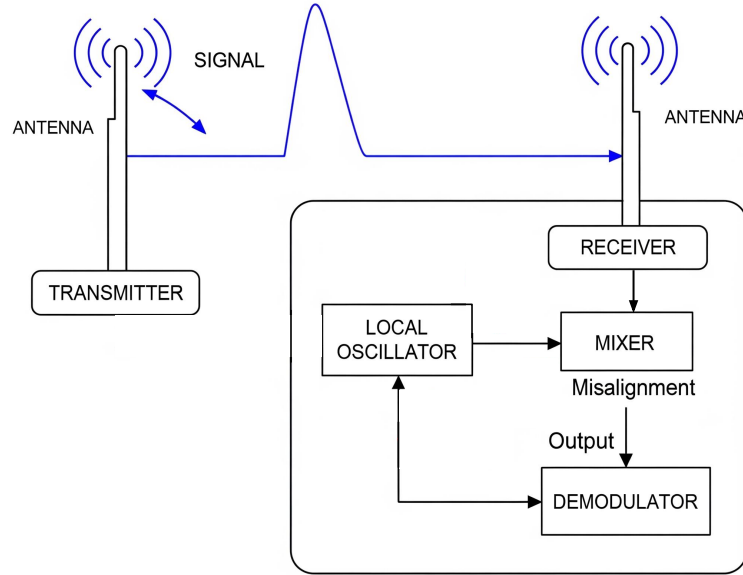 SIGNAL
ANTENNA
ANTENNA
RECEIVER
TRANSMITTER
LOCAL
OSCILLATOR
MIXER
Misalignment
Output
DEMODULATOR